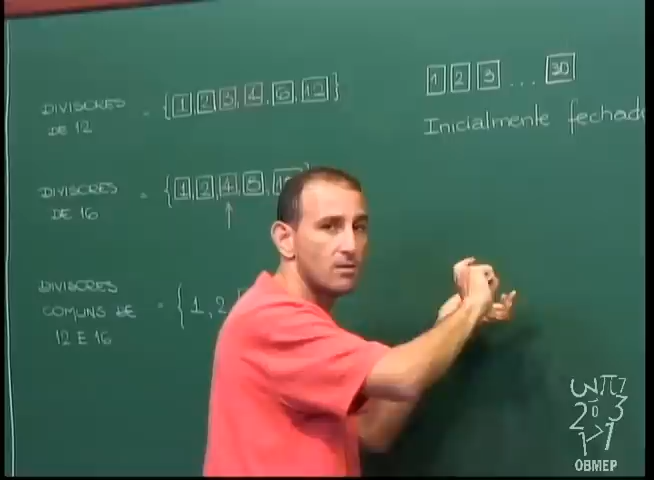 DIVISORES DE 12 = {1, 2, 3, 4, 6, 12}
1 2 3 ... 30
Inicialmente fechad
DIVISORES DE 16 = {1, 2, 4, 8,
DIVISORES COMUNS DE 12 E 16 = {1, 2
OBMEP